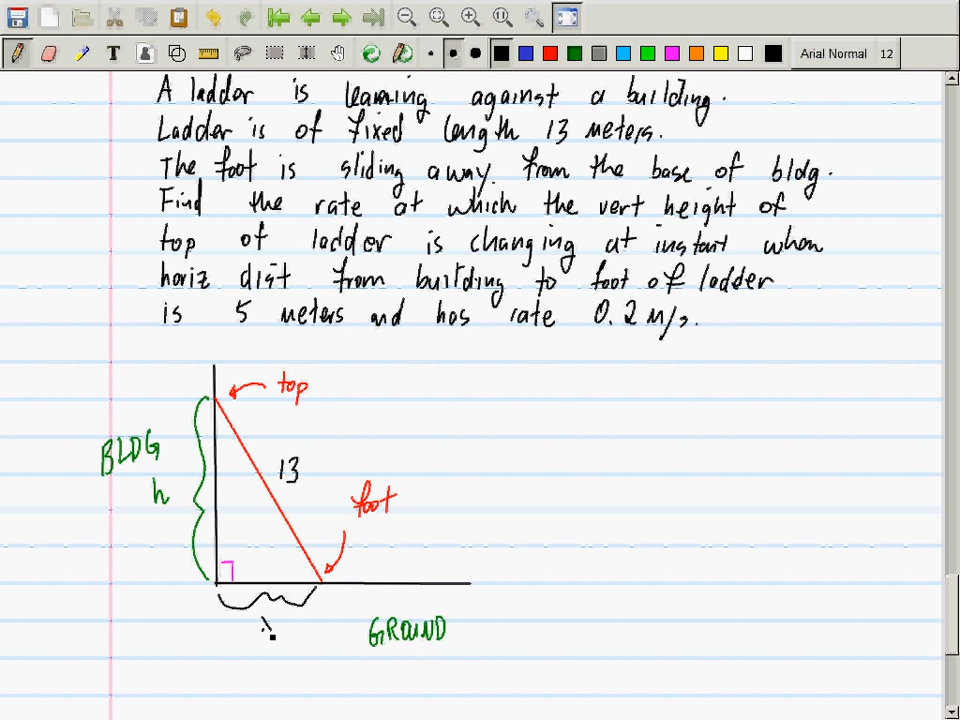 T
Arial Normal 12
A ladder is leaning against a building.
Ladder is of fixed length 13 meters.
The foot is sliding away from the base of bldg.
Find the rate at which the vert height of
top of ladder is changing at instant when
horiz dist from building to foot of ladder
is 5 meters and has rate 0.2 m/s.
top
BLDG
13
h
foot
GROUND